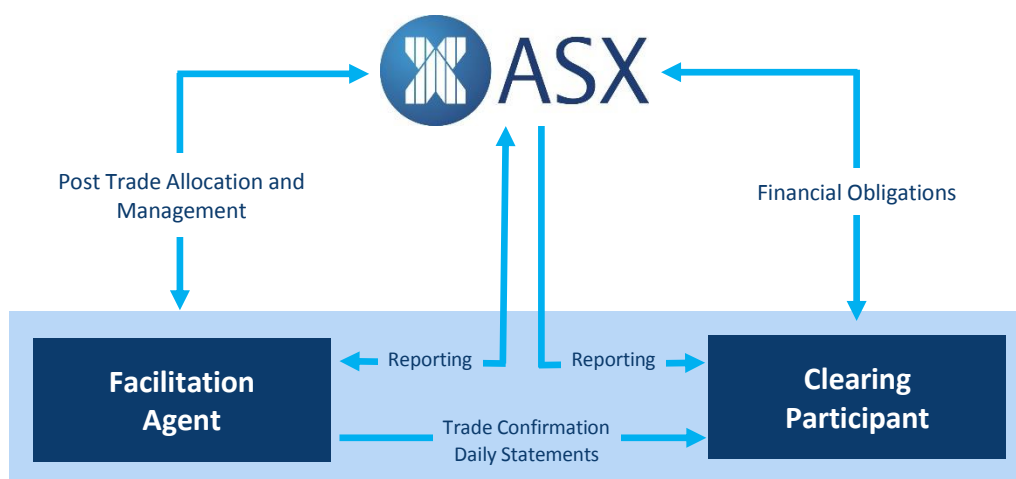 ASX
Post Trade Allocation and
Management
Financial Obligations
Reporting
Reporting
Facilitation
Agent
Clearing
Participant
Trade Confirmation
Daily Statements